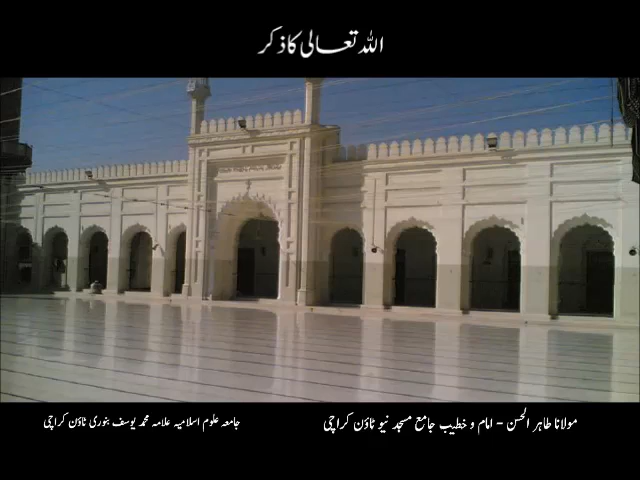 اللہ تعالی کا ذکر
مولانا طاہر الحسن - امام و خطیب جامع مسجد نیو ٹاؤن کراچی
جامعہ علوم اسلامیہ علامہ محمد یوسف بنوری ٹاؤن کراچی